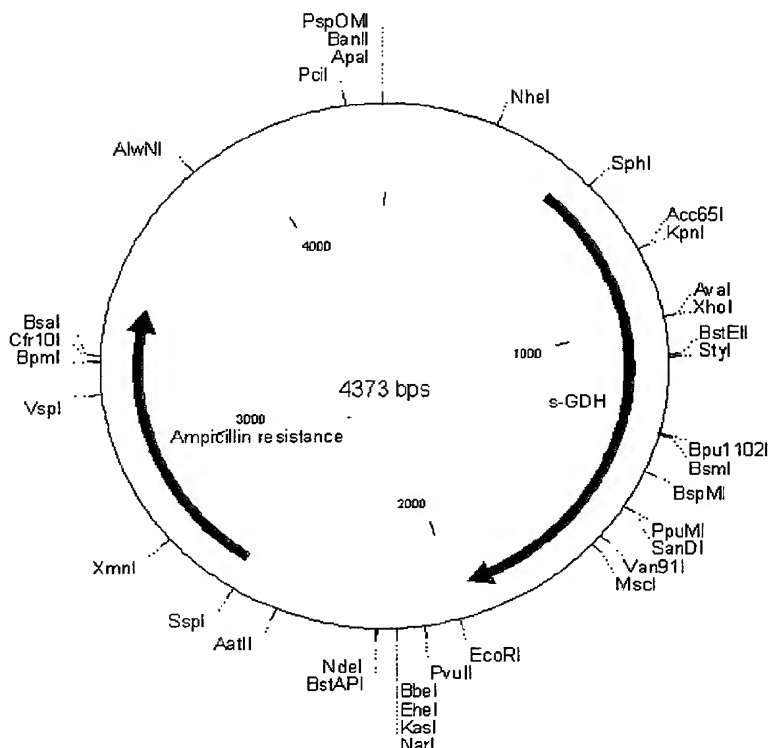 PspOMI
BanII
ApaI
PciI
NheI
AlwNI
SphI
Acc65I
KpnI
4000
AvaI
XhoI
BsaI
Cfr10I
BpmI
BstEII
StyI
1000
4373 bps
VspI
s-GDH
3000
Ampicillin resistance
Bpu1102I
BsmI
BspMI
2000
PpuMI
SanDI
Van91I
MscI
XmnI
SspI
AatII
EcoRI
NdeI
BstAPI
PvuII
BbeI
EheI
KasI
NarI